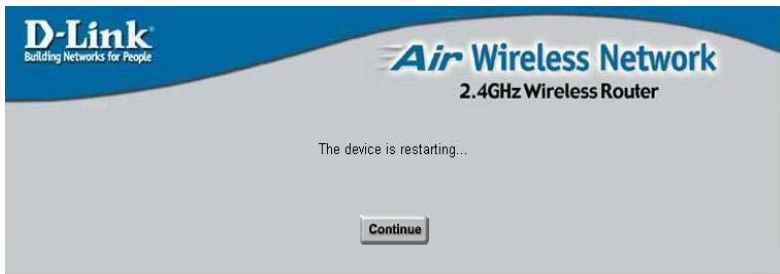 D-Link
Building Networks for People
Air Wireless Network
2.4GHz Wireless Router
The device is restarting...
Continue